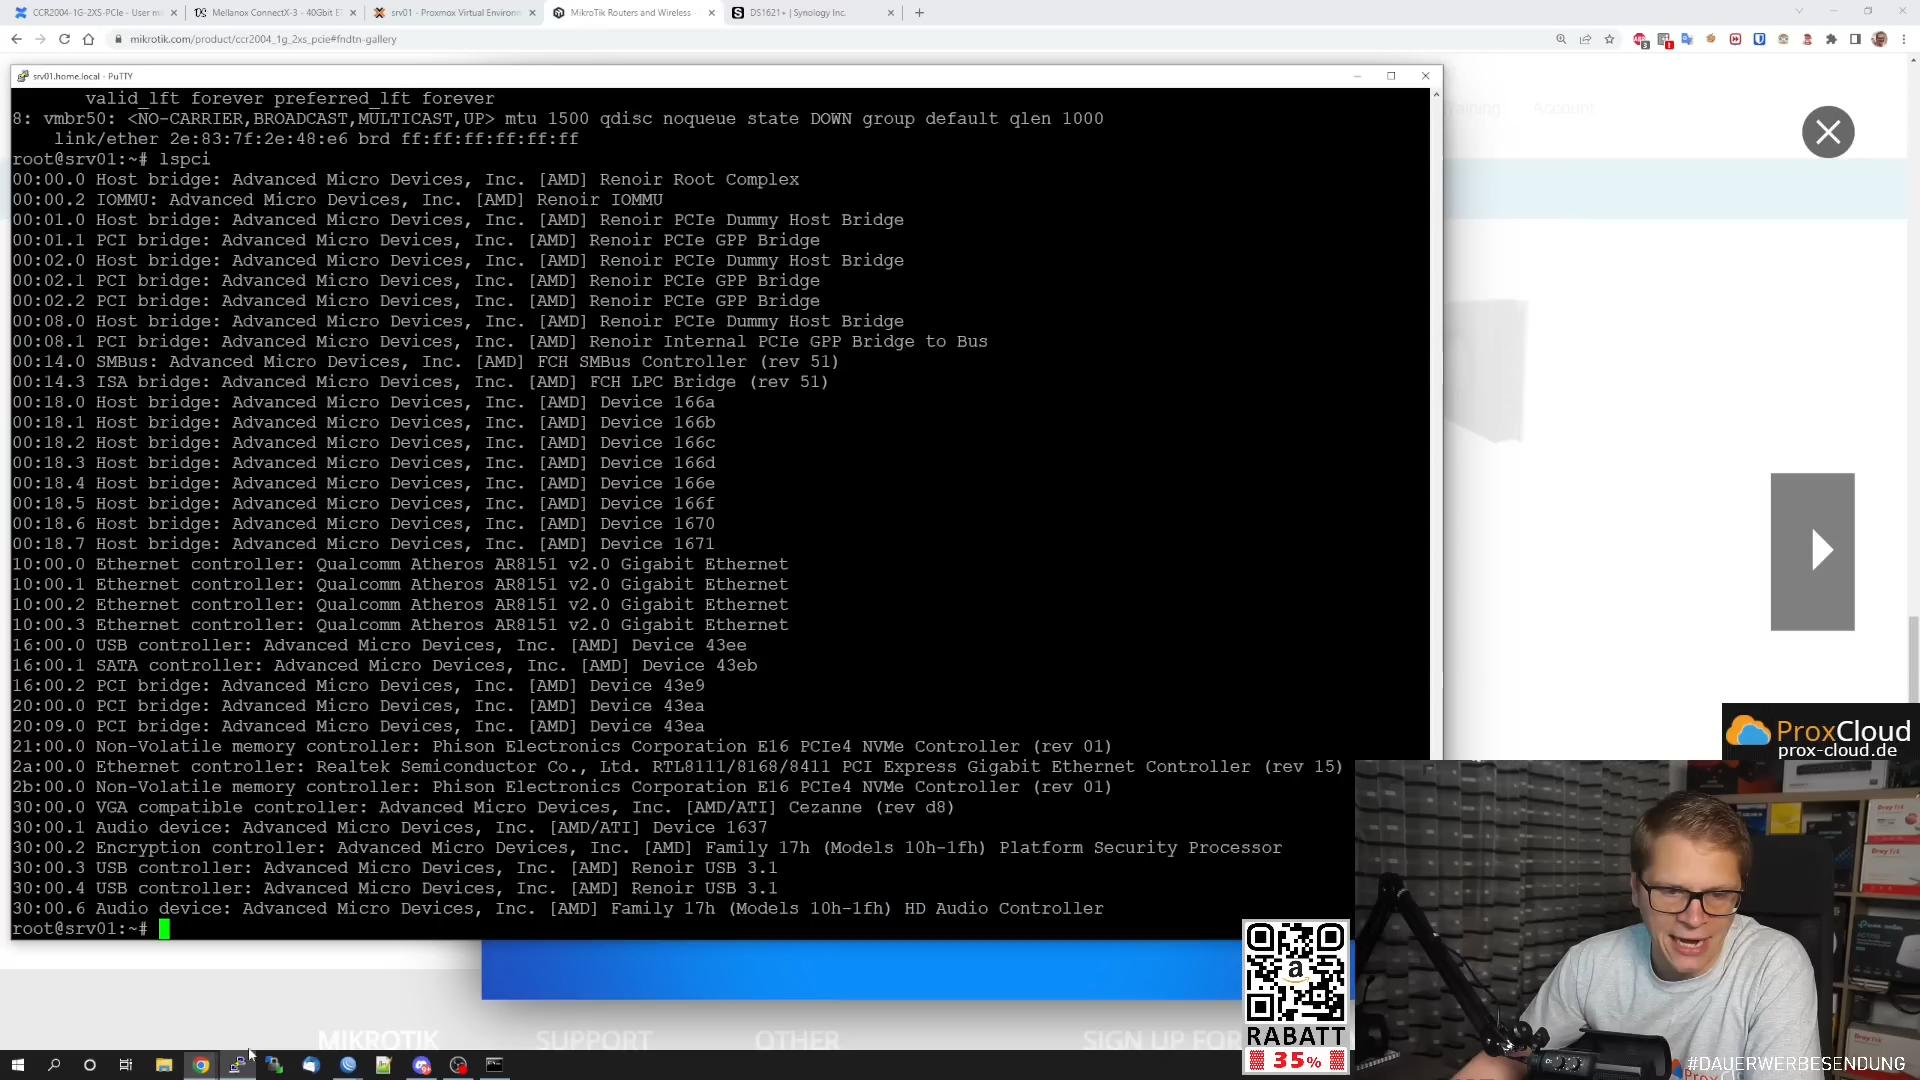 CCR2004-1G-2XS-PCIe - User m
Mellanox ConnectX-3 - 40Gbit E
srv01 - Proxmox Virtual Environm
MikroTik Routers and Wireless -
DS1621+ | Synology Inc.
mikrotik.com/product/ccr2004_1g_2xs_pcie#fndtn-gallery
srv01.home.local - PuTTY
Account
valid_lft forever preferred_lft forever
8: vmbr50: <NO-CARRIER,BROADCAST,MULTICAST,UP> mtu 1500 qdisc noqueue state DOWN group default qlen 1000
link/ether 2e:83:7f:2e:48:e6 brd ff:ff:ff:ff:ff:ff
root@srv01:~# lspci
00:00.0 Host bridge: Advanced Micro Devices, Inc. [AMD] Renoir Root Complex
00:00.2 IOMMU: Advanced Micro Devices, Inc. [AMD] Renoir IOMMU
00:01.0 Host bridge: Advanced Micro Devices, Inc. [AMD] Renoir PCIe Dummy Host Bridge
00:01.1 PCI bridge: Advanced Micro Devices, Inc. [AMD] Renoir PCIe GPP Bridge
00:02.0 Host bridge: Advanced Micro Devices, Inc. [AMD] Renoir PCIe Dummy Host Bridge
00:02.1 PCI bridge: Advanced Micro Devices, Inc. [AMD] Renoir PCIe GPP Bridge
00:02.2 PCI bridge: Advanced Micro Devices, Inc. [AMD] Renoir PCIe GPP Bridge
00:08.0 Host bridge: Advanced Micro Devices, Inc. [AMD] Renoir PCIe Dummy Host Bridge
00:08.1 PCI bridge: Advanced Micro Devices, Inc. [AMD] Renoir Internal PCIe GPP Bridge to Bus
00:14.0 SMBus: Advanced Micro Devices, Inc. [AMD] FCH SMBus Controller (rev 51)
00:14.3 ISA bridge: Advanced Micro Devices, Inc. [AMD] FCH LPC Bridge (rev 51)
00:18.0 Host bridge: Advanced Micro Devices, Inc. [AMD] Device 166a
00:18.1 Host bridge: Advanced Micro Devices, Inc. [AMD] Device 166b
00:18.2 Host bridge: Advanced Micro Devices, Inc. [AMD] Device 166c
00:18.3 Host bridge: Advanced Micro Devices, Inc. [AMD] Device 166d
00:18.4 Host bridge: Advanced Micro Devices, Inc. [AMD] Device 166e
00:18.5 Host bridge: Advanced Micro Devices, Inc. [AMD] Device 166f
00:18.6 Host bridge: Advanced Micro Devices, Inc. [AMD] Device 1670
00:18.7 Host bridge: Advanced Micro Devices, Inc. [AMD] Device 1671
10:00.0 Ethernet controller: Qualcomm Atheros AR8151 v2.0 Gigabit Ethernet
10:00.1 Ethernet controller: Qualcomm Atheros AR8151 v2.0 Gigabit Ethernet
10:00.2 Ethernet controller: Qualcomm Atheros AR8151 v2.0 Gigabit Ethernet
10:00.3 Ethernet controller: Qualcomm Atheros AR8151 v2.0 Gigabit Ethernet
16:00.0 USB controller: Advanced Micro Devices, Inc. [AMD] Device 43ee
16:00.1 SATA controller: Advanced Micro Devices, Inc. [AMD] Device 43eb
16:00.2 PCI bridge: Advanced Micro Devices, Inc. [AMD] Device 43e9
20:00.0 PCI bridge: Advanced Micro Devices, Inc. [AMD] Device 43ea
20:09.0 PCI bridge: Advanced Micro Devices, Inc. [AMD] Device 43ea
21:00.0 Non-Volatile memory controller: Phison Electronics Corporation E16 PCIe4 NVMe Controller (rev 01)
2a:00.0 Ethernet controller: Realtek Semiconductor Co., Ltd. RTL8111/8168/8411 PCI Express Gigabit Ethernet Controller (rev 15)
2b:00.0 Non-Volatile memory controller: Phison Electronics Corporation E16 PCIe4 NVMe Controller (rev 01)
30:00.0 VGA compatible controller: Advanced Micro Devices, Inc. [AMD/ATI] Cezanne (rev d8)
30:00.1 Audio device: Advanced Micro Devices, Inc. [AMD/ATI] Device 1637
30:00.2 Encryption controller: Advanced Micro Devices, Inc. [AMD] Family 17h (Models 10h-1fh) Platform Security Processor
30:00.3 USB controller: Advanced Micro Devices, Inc. [AMD] Renoir USB 3.1
30:00.4 USB controller: Advanced Micro Devices, Inc. [AMD] Renoir USB 3.1
30:00.6 Audio device: Advanced Micro Devices, Inc. [AMD] Family 17h (Models 10h-1fh) HD Audio Controller
root@srv01:~#
ProxCloud
prox-cloud.de
a
RABATT
35%
MIKROTIK
SUPPORT
OTHER
SIGN UP FOR
#DAUERWERBESENDUNG